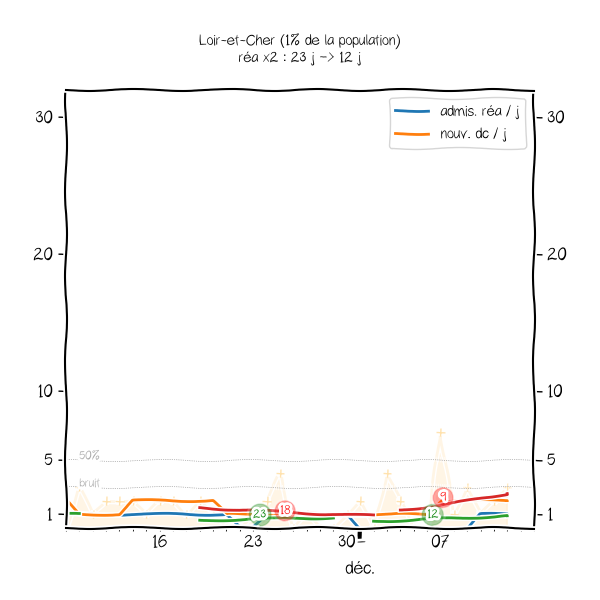 Loir-et-Cher (1% de la population)
réa x2 : 23 j -> 12 j
admis. réa / j
nouv. dc / j
30 30
20 20
10 10
50%
5 5
bruit
9
23 18 12
1 1
16 23 30 07
déc.